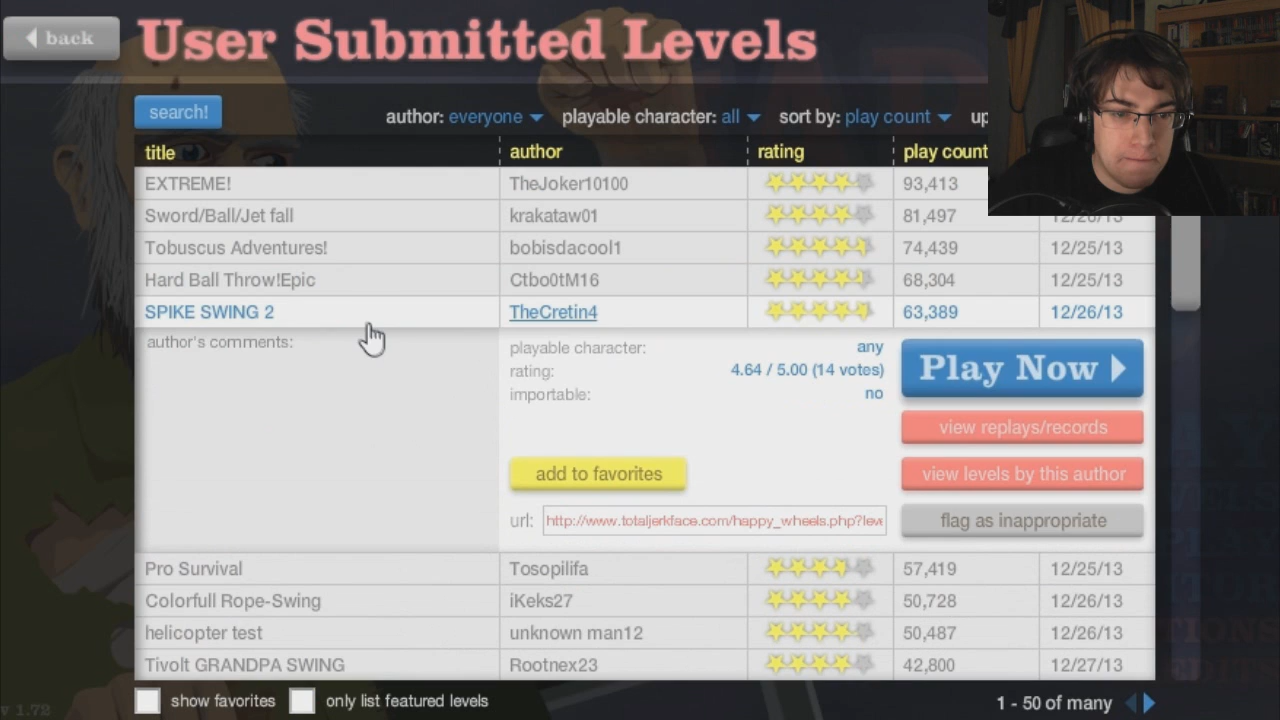 back
User Submitted Levels
search!
author: everyone playable character: all sort by: play count up
title author rating play count
EXTREME! TheJoker10100 93,413
Sword/Ball/Jet fall krakataw01 81,497 12/26/13
Tobuscus Adventures! bobisdacool1 74,439 12/25/13
Hard Ball Throw!Epic Ctbo0tM16 68,304 12/25/13
SPIKE SWING 2 TheCretin4 63,389 12/26/13
author's comments:
playable character: any
rating: 4.64 / 5.00 (14 votes)
importable: no
Play Now
view replays/records
add to favorites
view levels by this author
url: http://www.totaljerkface.com/happy_wheels.php?leve
flag as inappropriate
Pro Survival Tosopilifa 57,419 12/25/13
Colorfull Rope-Swing iKeks27 50,728 12/26/13
helicopter test unknown man12 50,487 12/26/13
Tivolt GRANDPA SWING Rootnex23 42,800 12/27/13
show favorites only list featured levels
1 - 50 of many
v 1.72